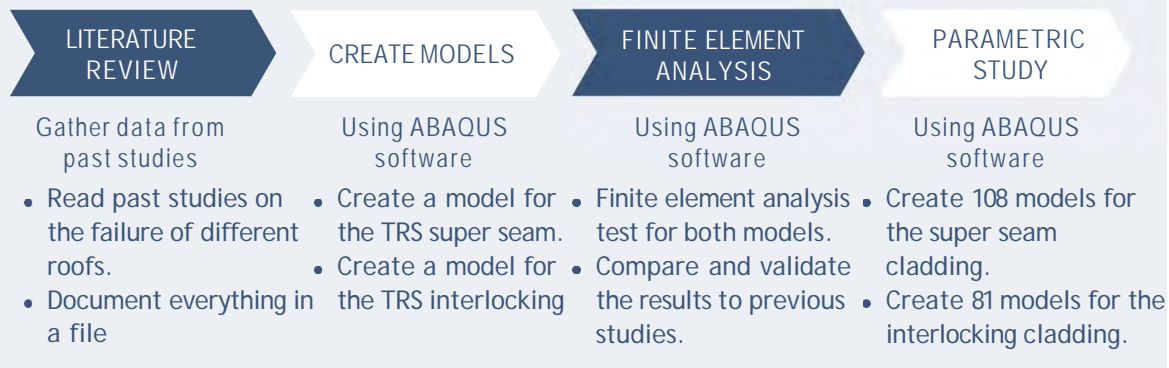 LITERATURE
REVIEW
Gather data from
past studies
• Read past studies on
the failure of different
roofs.
• Document everything in
a file
CREATE MODELS
Using ABAQUS
software
• Create a model for
the TRS super seam.
• Create a model for
the TRS interlocking
FINITE ELEMENT
ANALYSIS
Using ABAQUS
software
• Finite element analysis
test for both models.
• Compare and validate
the results to previous
studies.
PARAMETRIC
STUDY
Using ABAQUS
software
• Create 108 models for
the super seam
cladding.
• Create 81 models for the
interlocking cladding.